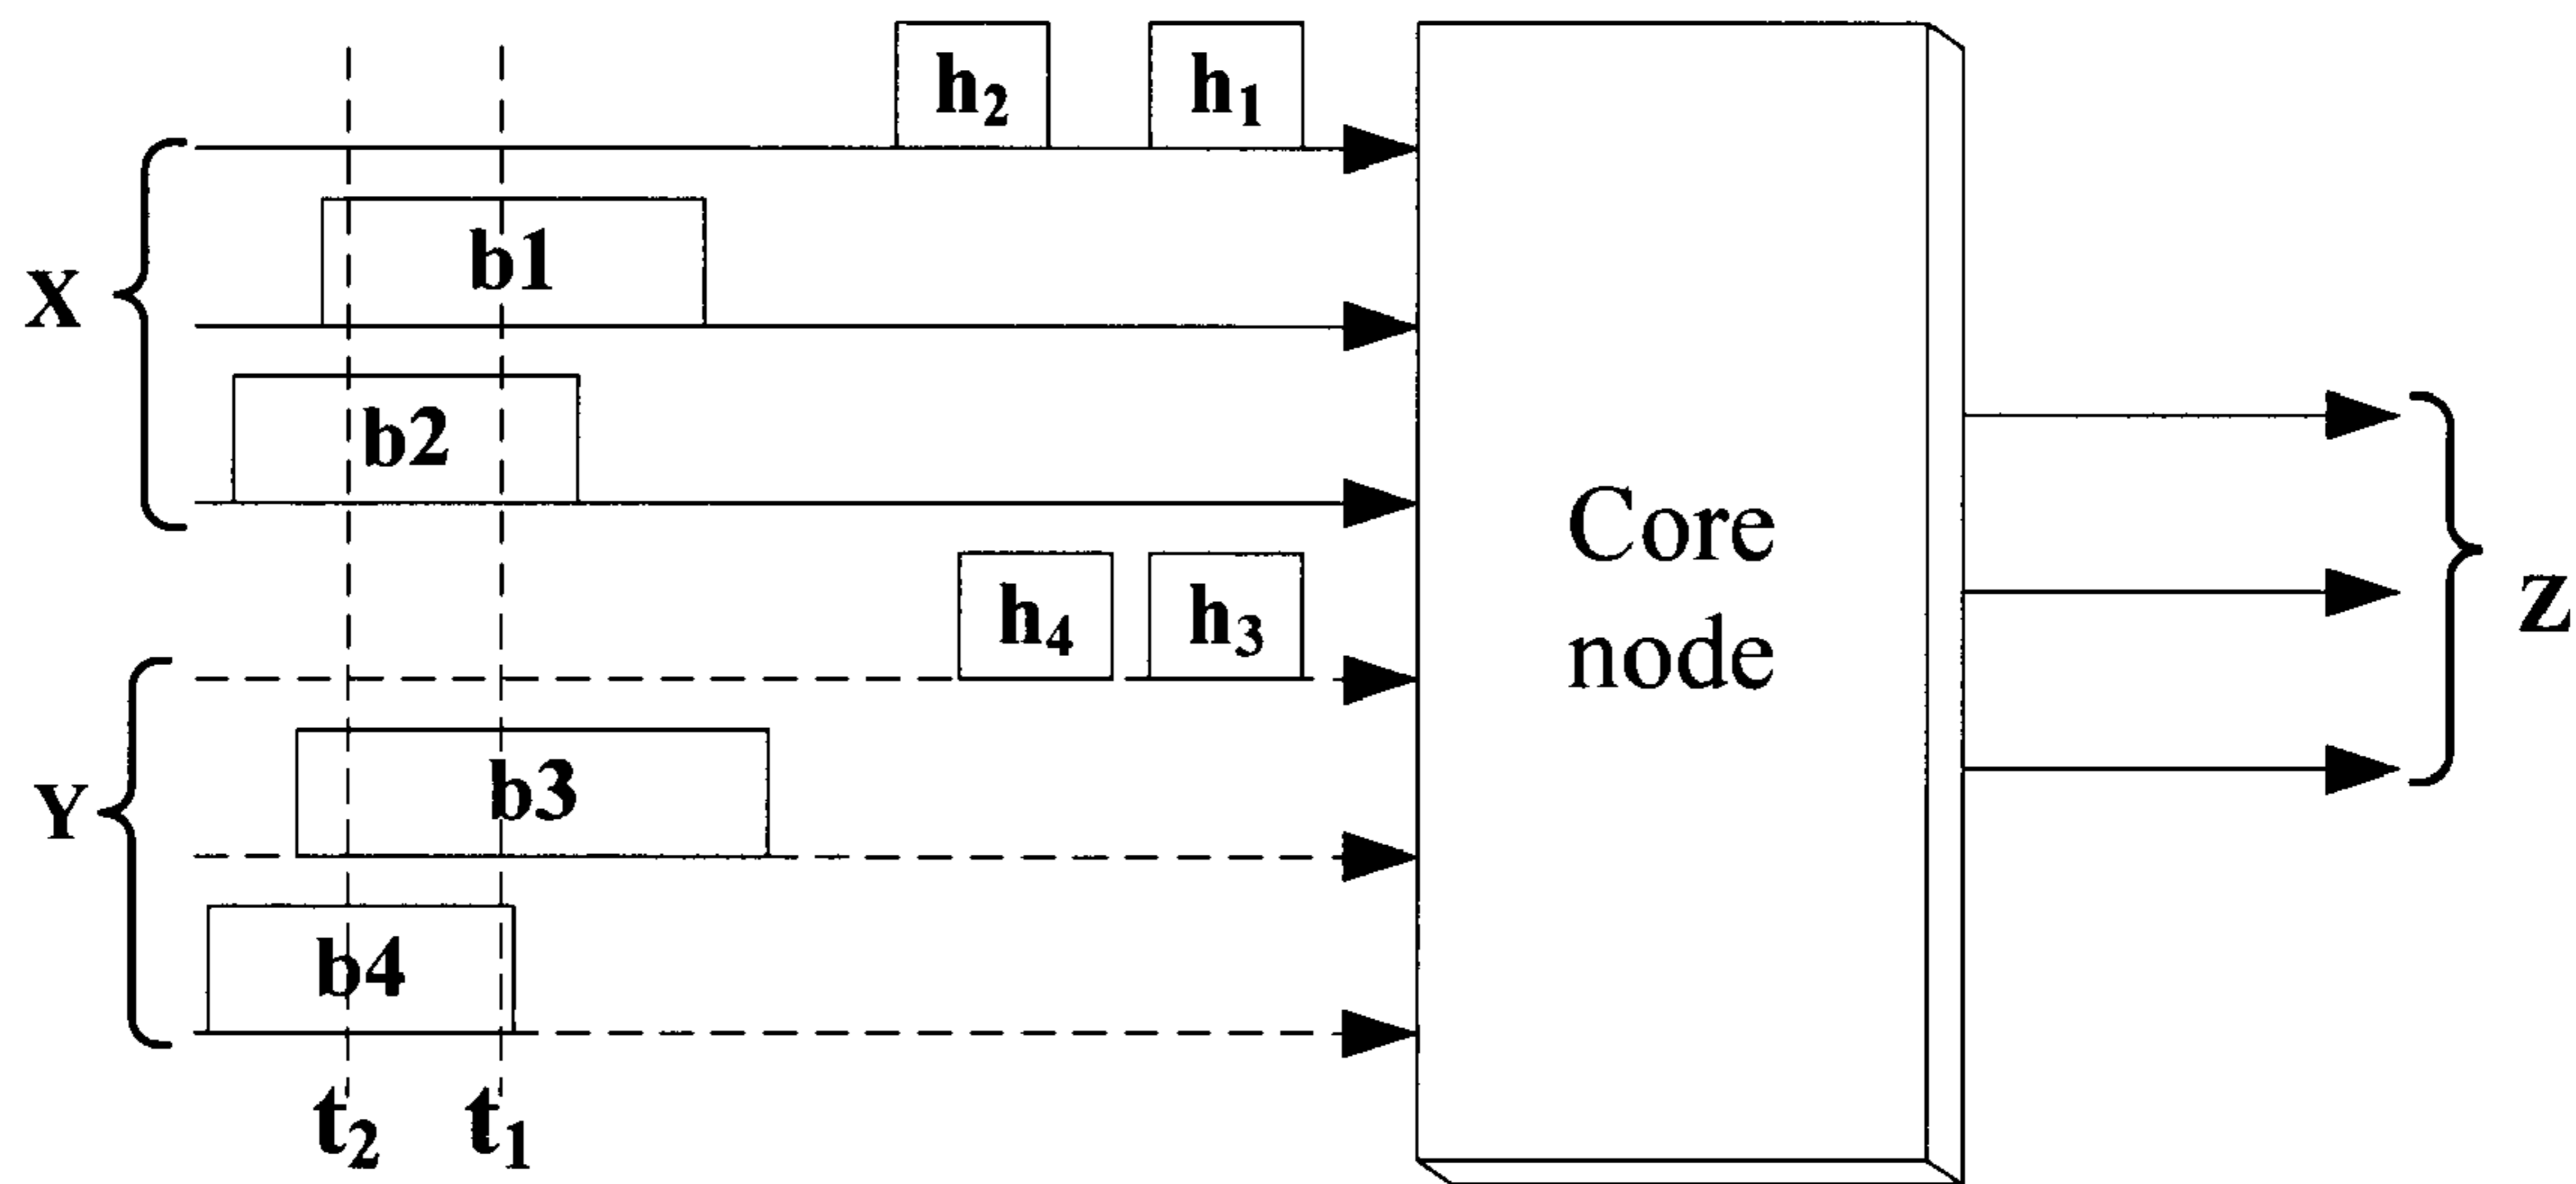 h₂ h₁
b1
X
b2
Core
node
h₄ h₃
Z
b3
Y
b4
t₂ t₁